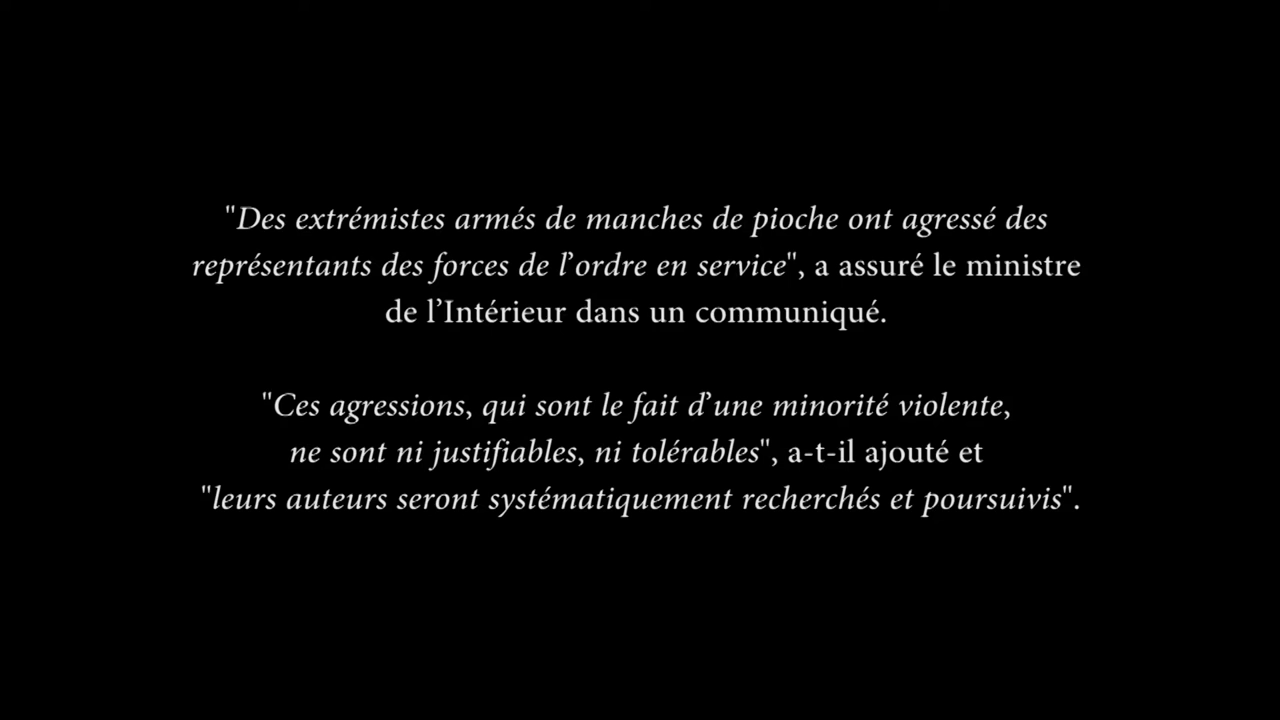 "Des extrémistes armés de manches de pioche ont agressé des
représentants des forces de l’ordre en service", a assuré le ministre
de l’Intérieur dans un communiqué.
"Ces agressions, qui sont le fait d’une minorité violente,
ne sont ni justifiables, ni tolérables", a-t-il ajouté et
"leurs auteurs seront systématiquement recherchés et poursuivis".